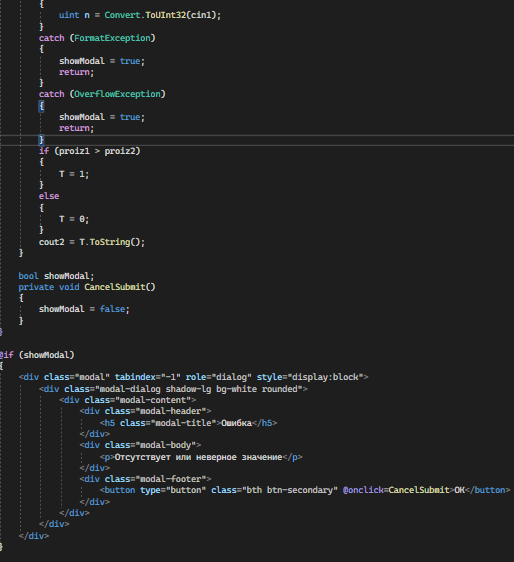 {
uint n = Convert.ToUInt32(cin1);
}
catch (FormatException)
{
showModal = true;
return;
}
catch (OverflowException)
{
showModal = true;
return;
}
if (proiz1 > proiz2)
{
T = 1;
}
else
{
T = 0;
}
cout2 = T.ToString();
}
bool showModal;
private void CancelSubmit()
{
showModal = false;
}
}
@if (showModal)
{
<div class="modal" tabindex="-1" role="dialog" style="display:block">
<div class="modal-dialog shadow-lg bg-white rounded">
<div class="modal-content">
<div class="modal-header">
<h5 class="modal-title">Ошибка</h5>
</div>
<div class="modal-body">
<p>Отсутствует или неверное значение</p>
</div>
<div class="modal-footer">
<button type="button" class="bth btn-secondary" @onclick=CancelSubmit>OK</button>
</div>
</div>
</div>
</div>
}